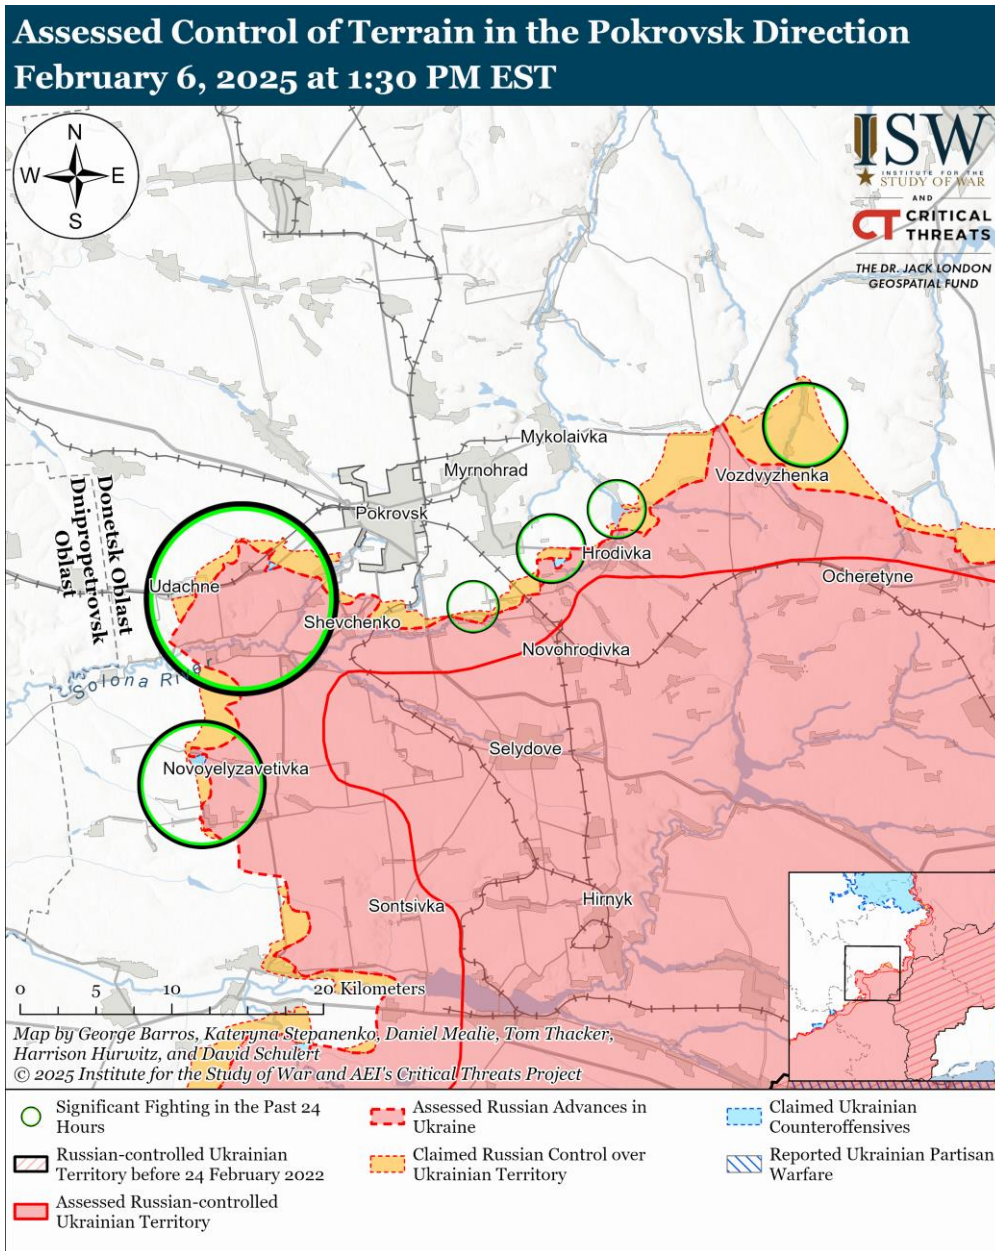 Assessed Control of Terrain in the Pokrovsk Direction
February 6, 2025 at 1:30 PM EST
N
W
E
S
ISW
INSTITUTE FOR THE
STUDY OF WAR
AND
CT CRITICAL
THREATS
THE DR. JACK LONDON
GEOSPATIAL FUND
Mykolaivka
Myrnohrad
Vozdvyzhenka
Pokrovsk
Donetsk Oblast
Dnipropetrovsk
Oblast
Hrodivka
Udachne
Ocheretyne
Shevchenko
Novohrodivka
Solona River
Selydove
Novoyelyzavetivka
Sontsivka
Hirnyk
0 5 10 20 Kilometers
Map by George Barros, Kateryna Stepanenko, Daniel Mealie, Tom Thacker,
Harrison Hurwitz, and David Schulert
© 2025 Institute for the Study of War and AEI's Critical Threats Project
Significant Fighting in the Past 24
Hours
Russian-controlled Ukrainian
Territory before 24 February 2022
Assessed Russian-controlled
Ukrainian Territory
Assessed Russian Advances in
Ukraine
Claimed Russian Control over
Ukrainian Territory
Claimed Ukrainian
Counteroffensives
Reported Ukrainian Partisan
Warfare